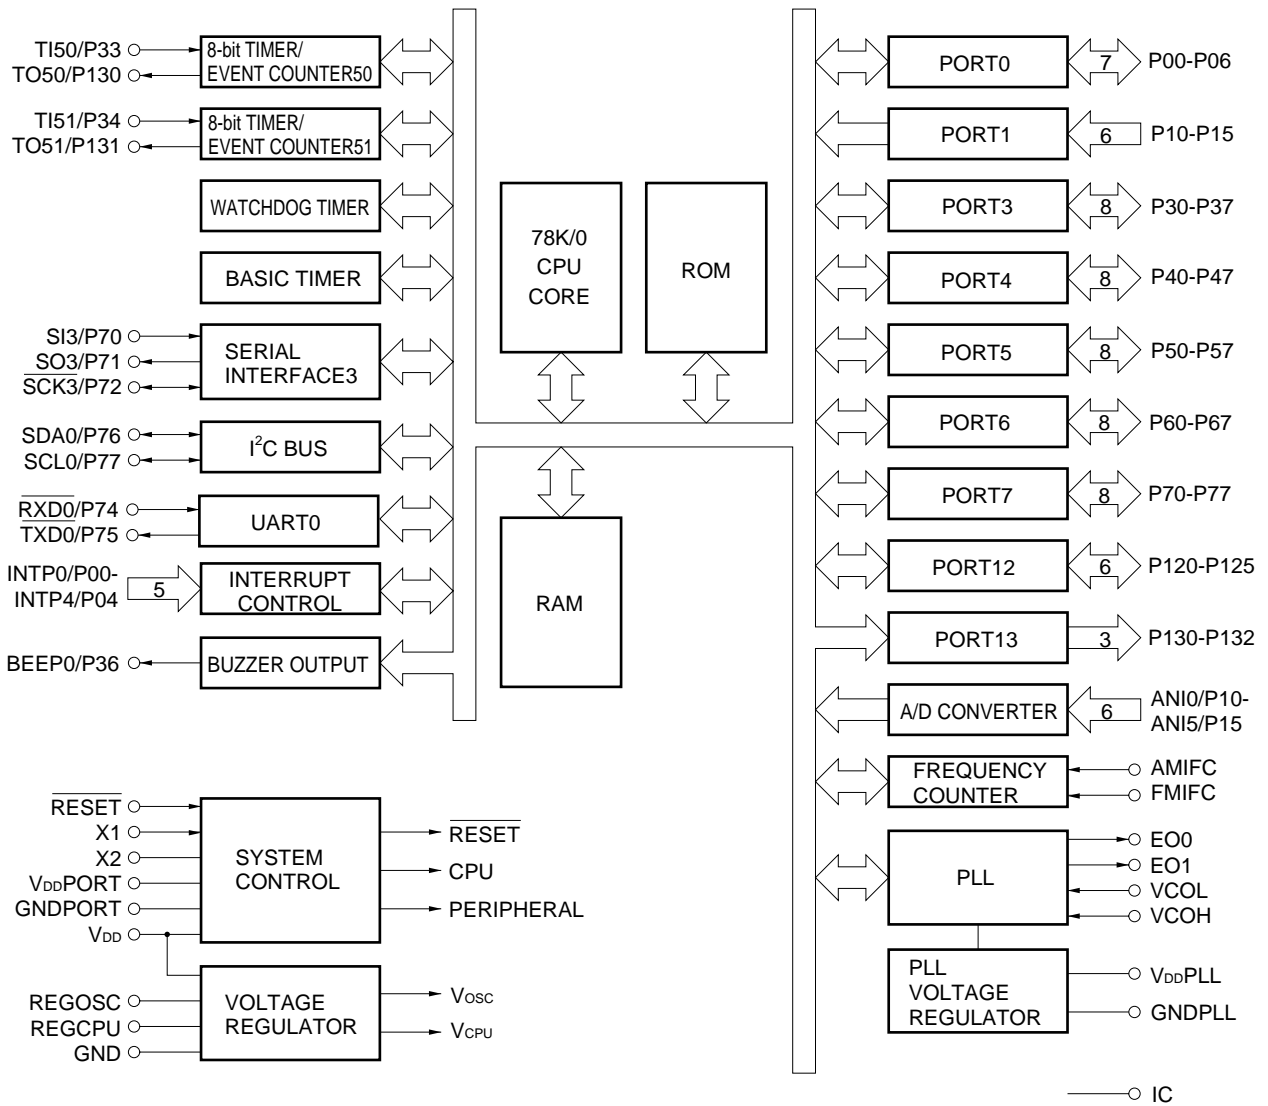 TI50/P33
TO50/P130
8-bit TIMER/
EVENT COUNTER50
TI51/P34
TO51/P131
8-bit TIMER/
EVENT COUNTER51
WATCHDOG TIMER
BASIC TIMER
SI3/P70
SO3/P71
SCK3/P72
SERIAL
INTERFACE3
SDA0/P76
SCL0/P77
I²C BUS
RXD0/P74
TXD0/P75
UART0
INTP0/P00-
INTP4/P04
5
INTERRUPT
CONTROL
BEEP0/P36
BUZZER OUTPUT
RESET
X1
X2
VDDPORT
GNDPORT
VDD
SYSTEM
CONTROL
RESET
CPU
PERIPHERAL
REGOSC
REGCPU
GND
VOLTAGE
REGULATOR
VOSC
VCPU
78K/0
CPU
CORE
ROM
RAM
PORT0
7
P00-P06
PORT1
6
P10-P15
PORT3
8
P30-P37
PORT4
8
P40-P47
PORT5
8
P50-P57
PORT6
8
P60-P67
PORT7
8
P70-P77
PORT12
6
P120-P125
PORT13
3
P130-P132
A/D CONVERTER
6
ANI0/P10-
ANI5/P15
FREQUENCY
COUNTER
AMIFC
FMIFC
PLL
EO0
EO1
VCOL
VCOH
PLL
VOLTAGE
REGULATOR
VDDPLL
GNDPLL
IC